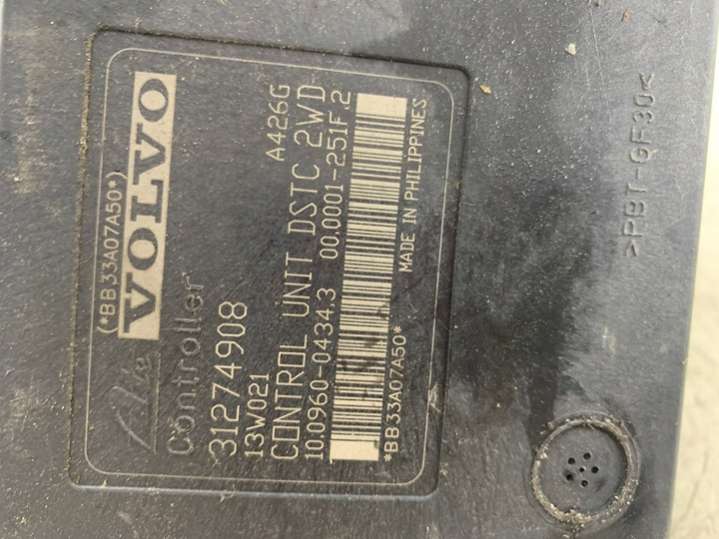 (*BB33A07A50*)
VOLVO
Ate
Controller
31274908 A426G
13W021
CONTROL UNIT DSTC 2WD
10.0960-0434.3 00.0001-251F.2
*BB33A07A50* MADE IN PHILIPPINES
>PBT-GF30<